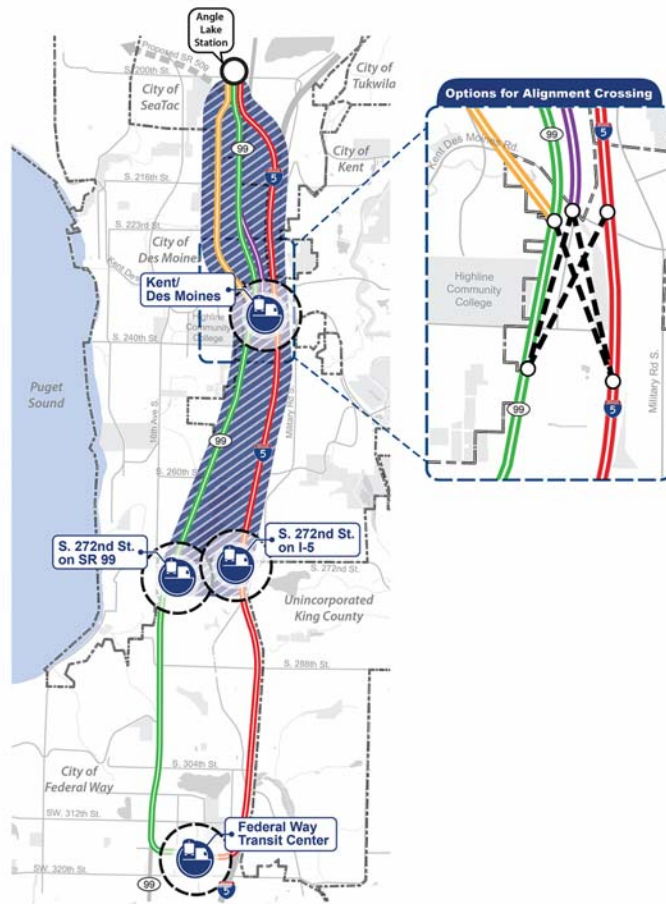 Angle
Lake
Station
Proposed SR 509
S. 200th St.
City of
SeaTac
City of
Tukwila
99
City of
Kent
S. 216th St.
5
S. 223rd St.
City of
Des Moines
Kent Des
Kent/
Des Moines
Highline
Community
College
S. 240th St.
Puget
Sound
16th Ave S.
Military Rd S.
99
5
S. 260th St.
S. 272nd St.
on SR 99
S. 272nd St.
on I-5
S. 272nd St.
Unincorporated
King County
S. 288th St.
City of
Federal Way
S. 304th St.
SW. 312th St.
Federal Way
Transit Center
SW. 320th St.
99
5
Options for Alignment Crossing
99
5
Kent Des Moines Rd.
Highline
Community
College
99
5
Military Rd S.